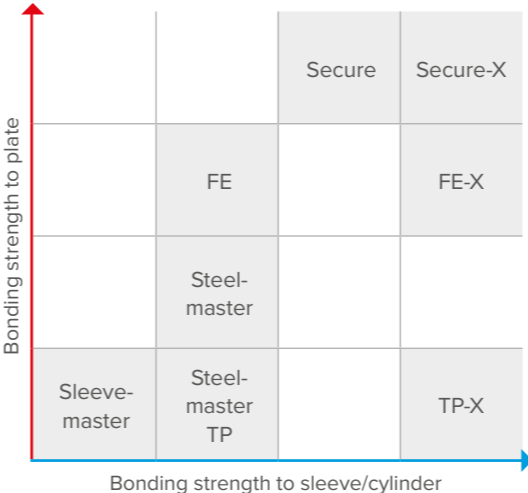 Bonding strength to plate
Secure
Secure-X
FE
FE-X
Steel-
master
Sleeve-
master
Steel-
master
TP
TP-X
Bonding strength to sleeve/cylinder